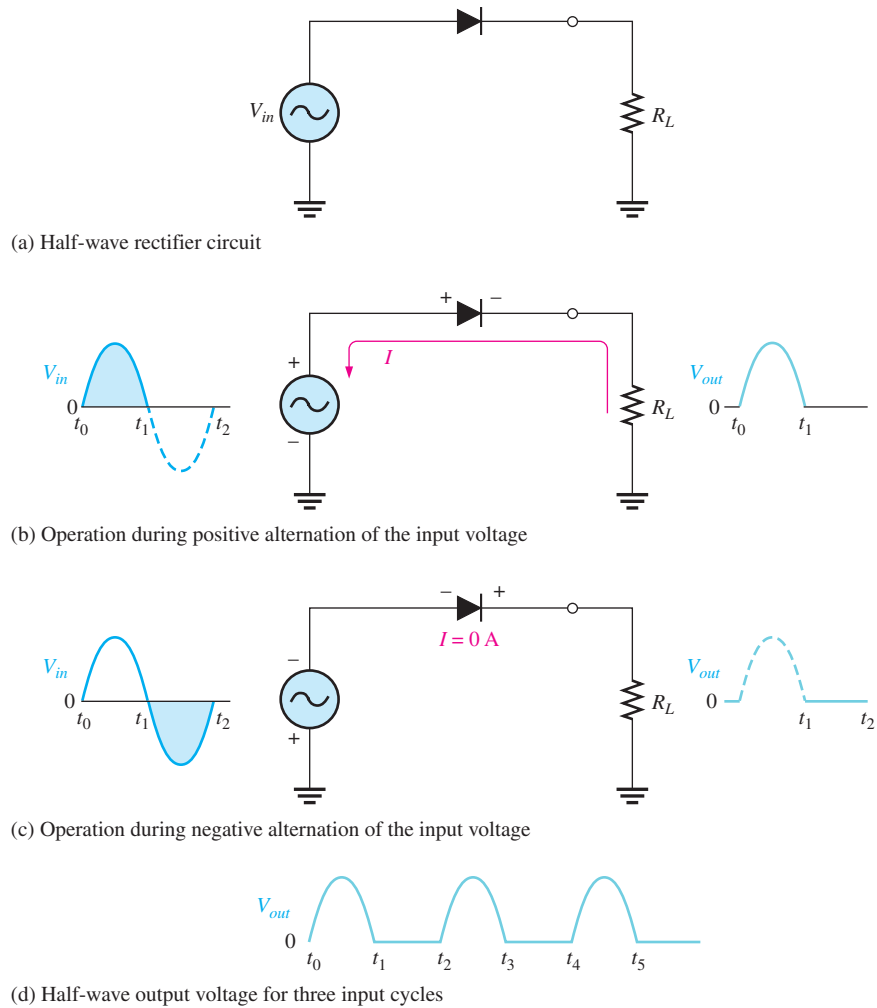 V_in
R_L
(a) Half-wave rectifier circuit
+ –
V_in
0
t_0 t_1 t_2
+
–
I
R_L
V_out
0
t_0 t_1
(b) Operation during positive alternation of the input voltage
– +
I = 0 A
V_in
0
t_0 t_1 t_2
–
+
R_L
V_out
0
t_0 t_1 t_2
(c) Operation during negative alternation of the input voltage
V_out
0
t_0 t_1 t_2 t_3 t_4 t_5
(d) Half-wave output voltage for three input cycles